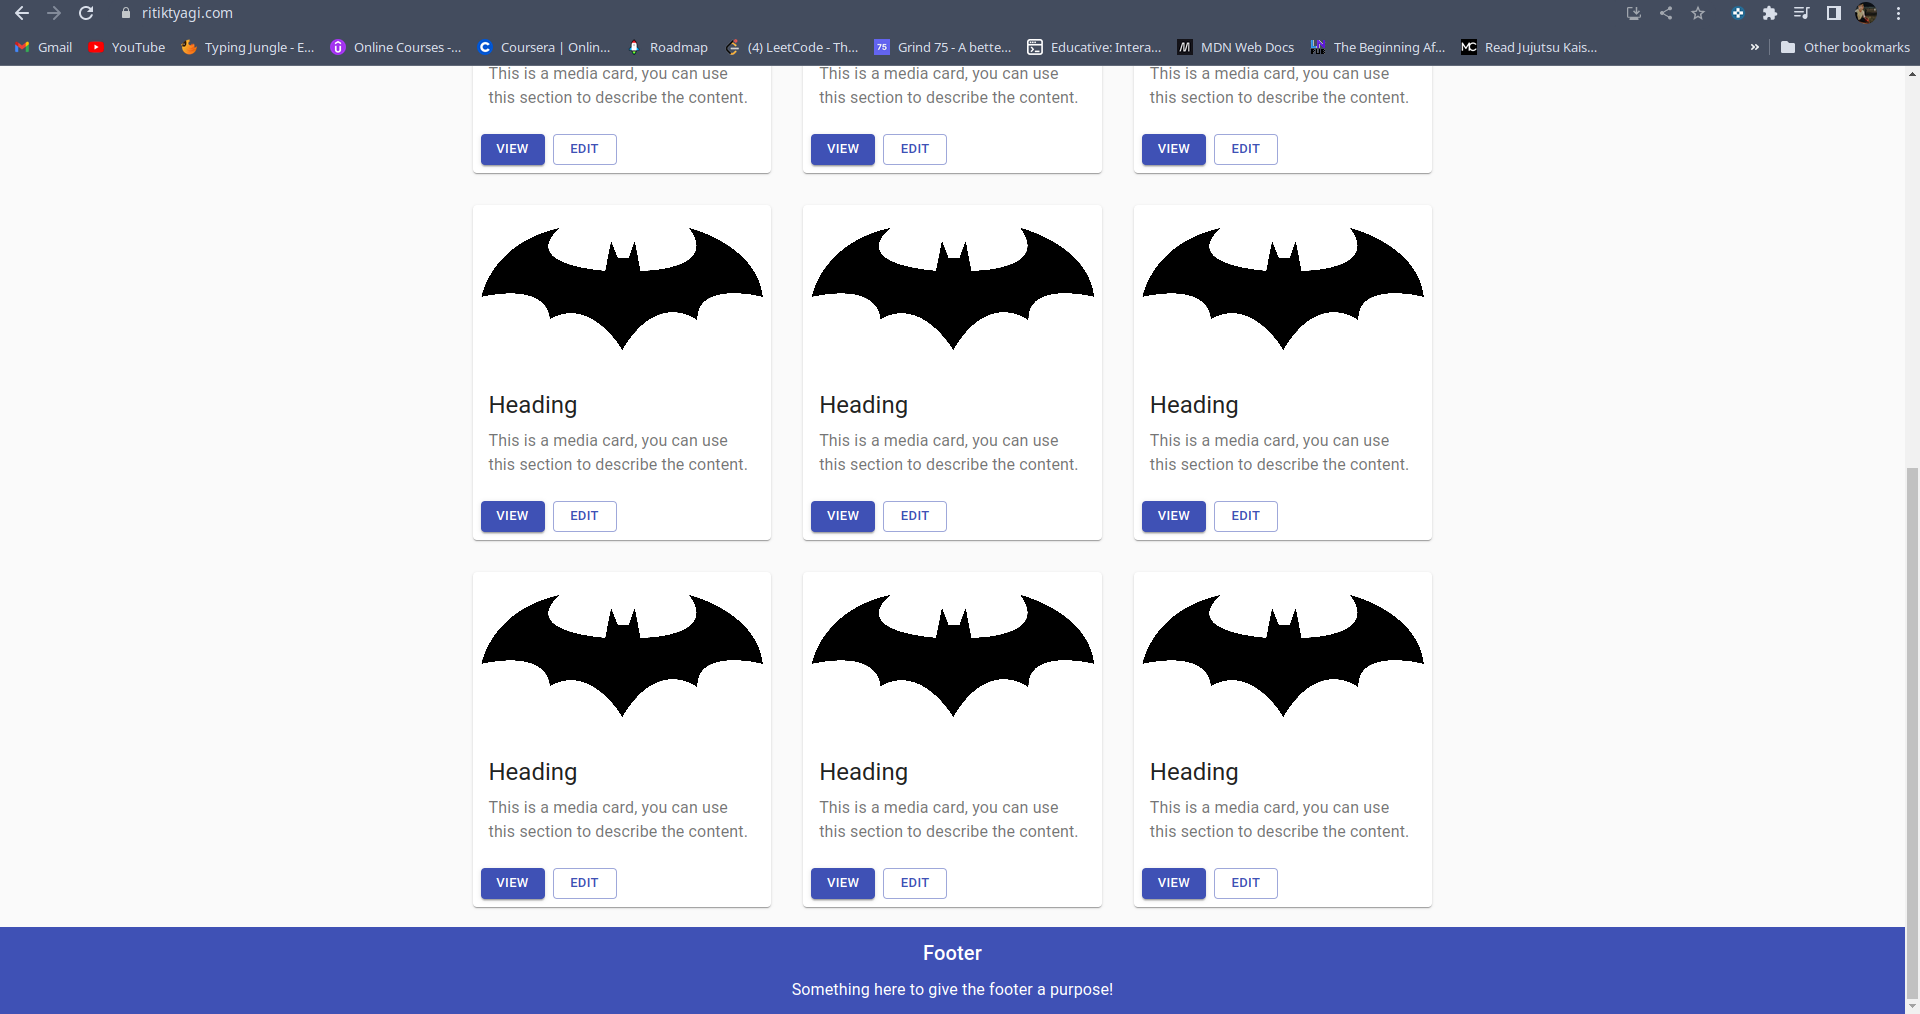 ritiktyagi.com
Gmail YouTube Typing Jungle - E... Online Courses -... Coursera | Onlin... Roadmap (4) LeetCode - Th... 75 Grind 75 - A bette... Educative: Intera... MDN Web Docs The Beginning Af... MC Read Jujutsu Kais... » Other bookmarks
This is a media card, you can use This is a media card, you can use This is a media card, you can use
this section to describe the content. this section to describe the content. this section to describe the content.
VIEW EDIT VIEW EDIT VIEW EDIT
Heading Heading Heading
This is a media card, you can use This is a media card, you can use This is a media card, you can use
this section to describe the content. this section to describe the content. this section to describe the content.
VIEW EDIT VIEW EDIT VIEW EDIT
Heading Heading Heading
This is a media card, you can use This is a media card, you can use This is a media card, you can use
this section to describe the content. this section to describe the content. this section to describe the content.
VIEW EDIT VIEW EDIT VIEW EDIT
Footer
Something here to give the footer a purpose!